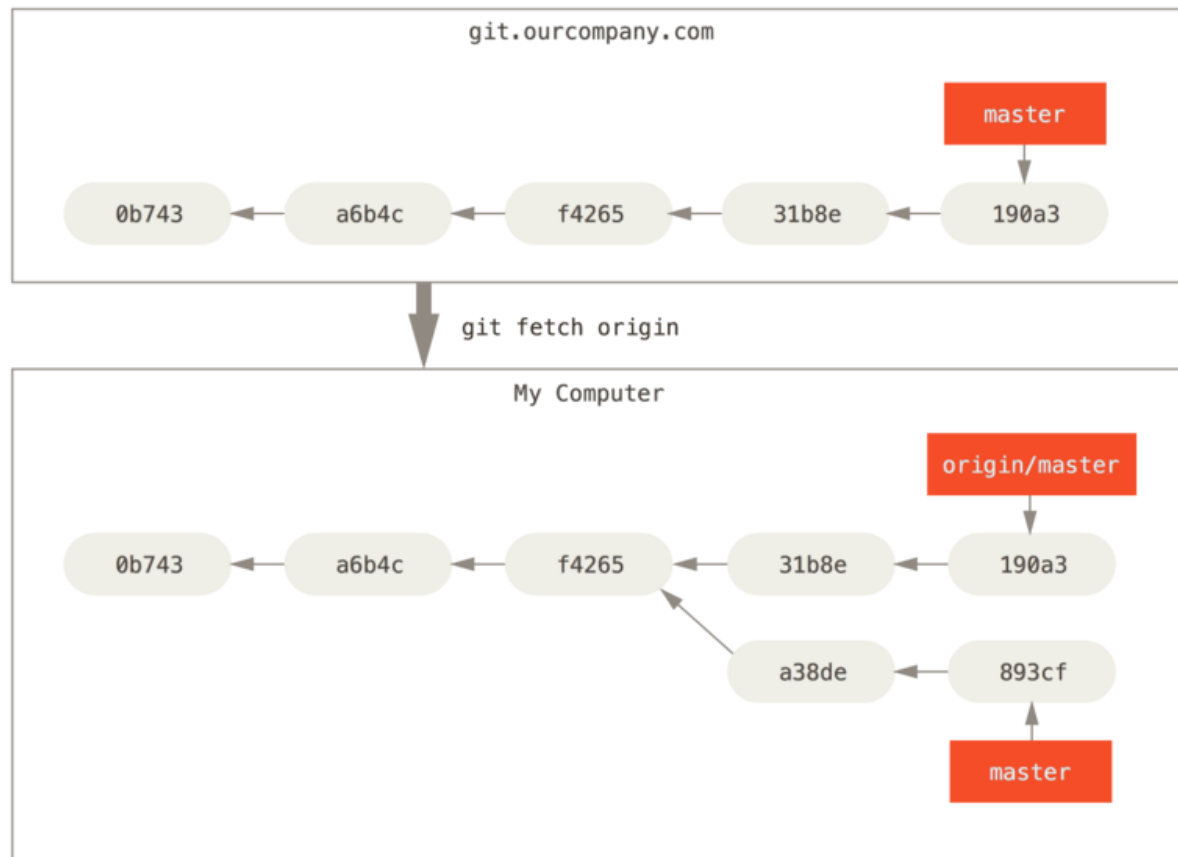 git.ourcompany.com
master
0b743 a6b4c f4265 31b8e 190a3
git fetch origin
My Computer
origin/master
0b743 a6b4c f4265 31b8e 190a3
a38de 893cf
master